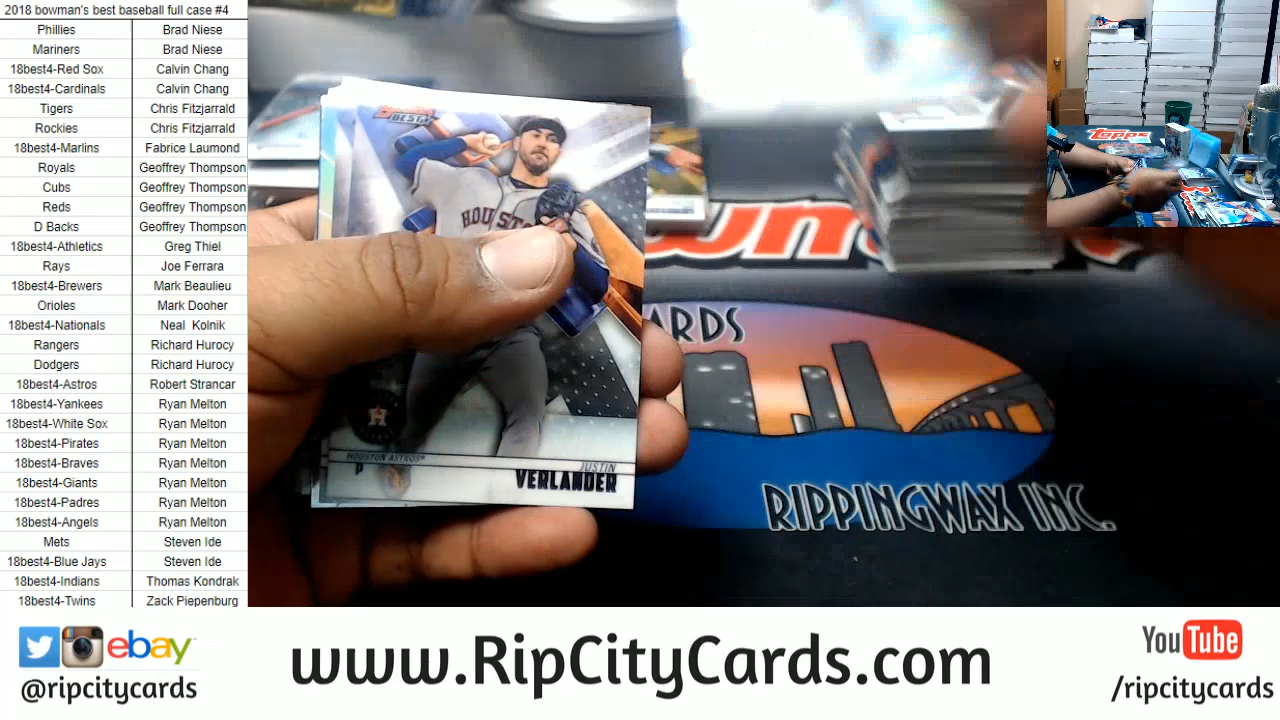 2018 bowman's best baseball full case #4
Phillies Brad Niese
Mariners Brad Niese
18best4-Red Sox Calvin Chang
18best4-Cardinals Calvin Chang
Tigers Chris Fitzjarrald
Rockies Chris Fitzjarrald
18best4-Marlins Fabrice Laumond
Royals Geoffrey Thompson
Cubs Geoffrey Thompson
Reds Geoffrey Thompson
D Backs Geoffrey Thompson
18best4-Athletics Greg Thiel
Rays Joe Ferrara
18best4-Brewers Mark Beaulieu
Orioles Mark Dooher
18best4-Nationals Neal Kolnik
Rangers Richard Hurocy
Dodgers Richard Hurocy
18best4-Astros Robert Strancar
18best4-Yankees Ryan Melton
18best4-White Sox Ryan Melton
18best4-Pirates Ryan Melton
18best4-Braves Ryan Melton
18best4-Giants Ryan Melton
18best4-Padres Ryan Melton
18best4-Angels Ryan Melton
Mets Steven Ide
18best4-Blue Jays Steven Ide
18best4-Indians Thomas Kondrak
18best4-Twins Zack Piepenburg
BEST
HOUSTON ASTROS®
P
JUSTIN
VERLANDER
ARDS
RIPPINGWAX INC.
Topps
ebay
@ripcitycards
www.RipCityCards.com
YouTube
/ripcitycards